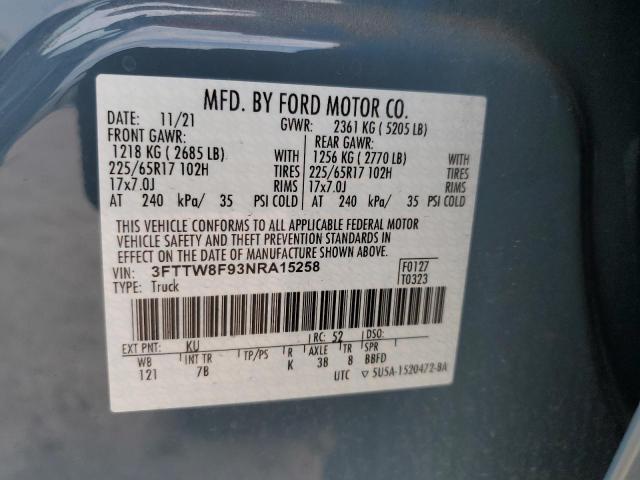 MFD. BY FORD MOTOR CO.
DATE: 11/21 GVWR: 2361 KG ( 5205 LB)
FRONT GAWR: REAR GAWR:
1218 KG ( 2685 LB) WITH 1256 KG ( 2770 LB) WITH
225/65R17 102H TIRES 225/65R17 102H TIRES
17x7.0J RIMS 17x7.0J RIMS
AT 240 kPa/ 35 PSI COLD AT 240 kPa/ 35 PSI COLD
THIS VEHICLE CONFORMS TO ALL APPLICABLE FEDERAL MOTOR
VEHICLE SAFETY AND THEFT PREVENTION STANDARDS IN
EFFECT ON THE DATE OF MANUFACTURE SHOWN ABOVE.
VIN: 3FTTW8F93NRA15258 F0127
TYPE: Truck T0323
EXT PNT: KU RC: 52 DSO:
WB INT TR TP/PS R AXLE TR SPR
121 7B K 3B 8 BBFD
UTC 5U5A-1520472-BA